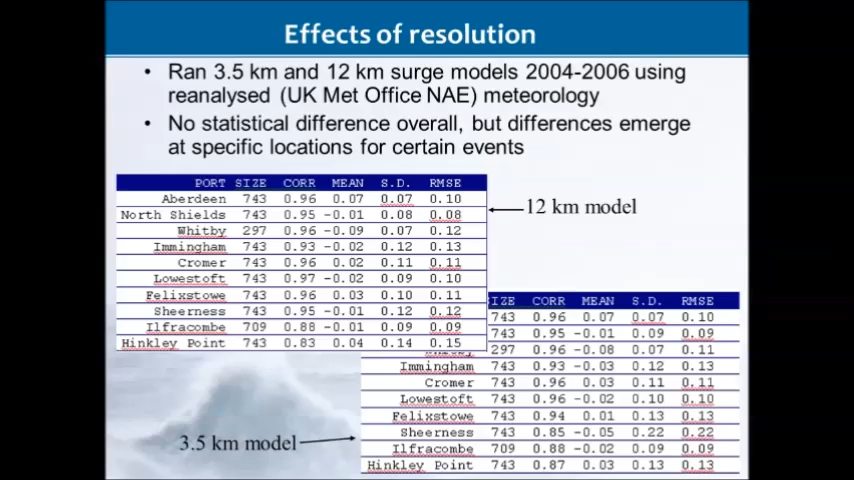 Effects of resolution
• Ran 3.5 km and 12 km surge models 2004-2006 using
reanalysed (UK Met Office NAE) meteorology
• No statistical difference overall, but differences emerge
at specific locations for certain events
PORT SIZE CORR MEAN S.D. RMSE
Aberdeen 743 0.96 0.07 0.07 0.10
North Shields 743 0.95 -0.01 0.08 0.08
Whitby 297 0.96 -0.09 0.07 0.12
Immingham 743 0.93 -0.02 0.12 0.13
Cromer 743 0.96 0.02 0.11 0.11
Lowestoft 743 0.97 -0.02 0.09 0.10
Felixstowe 743 0.96 0.03 0.10 0.11
Sheerness 743 0.95 -0.01 0.12 0.12
Ilfracombe 709 0.88 -0.01 0.09 0.09
Hinkley Point 743 0.83 0.04 0.14 0.15
12 km model
IZE CORR MEAN S.D. RMSE
743 0.96 0.07 0.07 0.10
743 0.95 -0.01 0.09 0.09
297 0.96 -0.08 0.07 0.11
Immingham 743 0.93 -0.03 0.12 0.13
Cromer 743 0.96 0.03 0.11 0.11
Lowestoft 743 0.96 -0.02 0.10 0.10
Felixstowe 743 0.94 0.01 0.13 0.13
Sheerness 743 0.85 -0.05 0.22 0.22
Ilfracombe 709 0.88 -0.02 0.09 0.09
Hinkley Point 743 0.87 0.03 0.13 0.13
3.5 km model